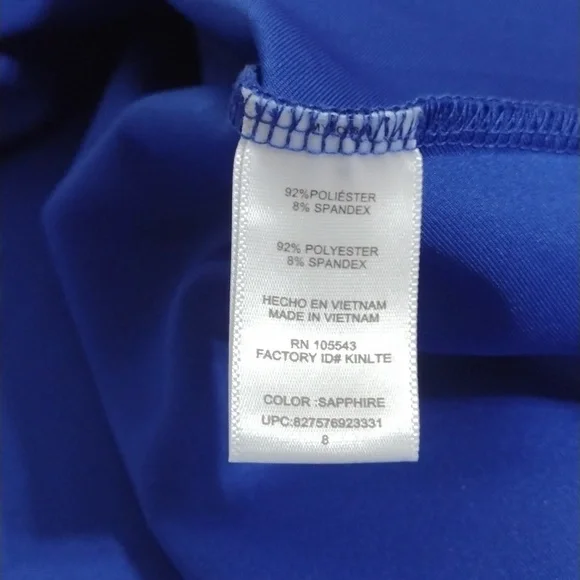 92%POLIÉSTER
8% SPANDEX
92% POLYESTER
8% SPANDEX
HECHO EN VIETNAM
MADE IN VIETNAM
RN 105543
FACTORY ID# KINLTE
COLOR :SAPPHIRE
UPC:827576923331
8